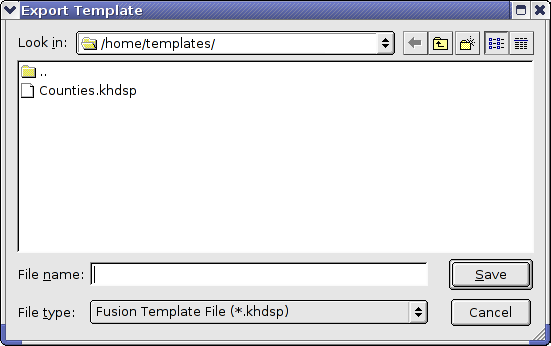 Export Template
Look in: /home/templates/
..
Counties.khdsp
File name: Save
File type: Fusion Template File (*.khdsp) Cancel